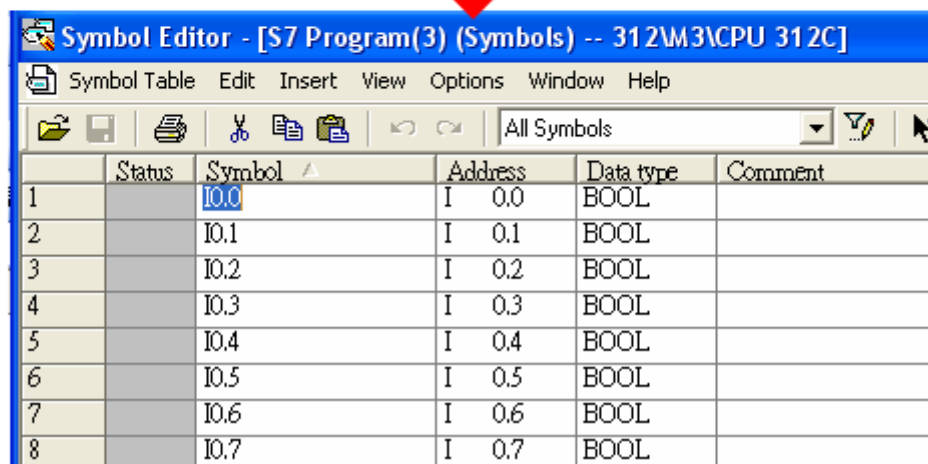 Symbol Editor - [S7 Program(3) (Symbols) -- 312\M3\CPU 312C]
Symbol Table Edit Insert View Options Window Help
All Symbols
Status Symbol Address Data type Comment
1 I0.0 I 0.0 BOOL
2 I0.1 I 0.1 BOOL
3 I0.2 I 0.2 BOOL
4 I0.3 I 0.3 BOOL
5 I0.4 I 0.4 BOOL
6 I0.5 I 0.5 BOOL
7 I0.6 I 0.6 BOOL
8 I0.7 I 0.7 BOOL